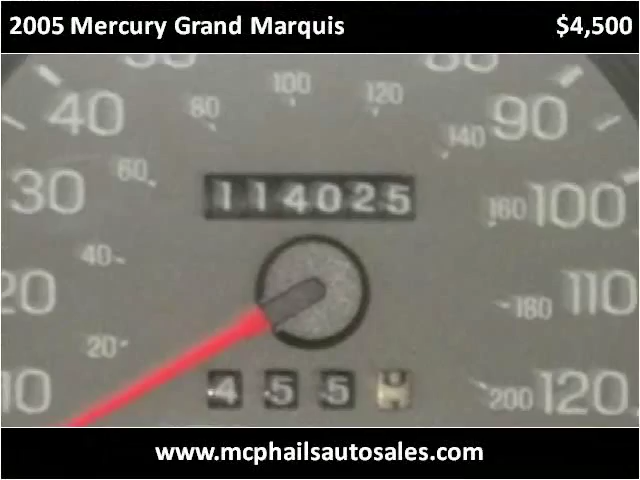 2005 Mercury Grand Marquis $4,500
100
80 120
40 90
140
60
30 114025 100
160
40
20 180 110
20
10 455 200 120
www.mcphailsautosales.com